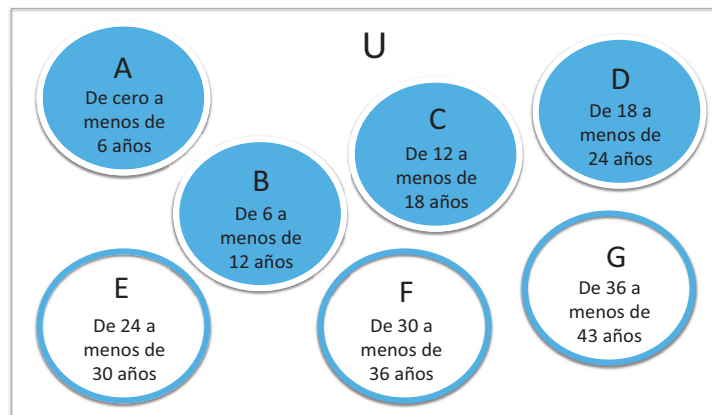 U
A
De cero a
menos de
6 años
B
De 6 a
menos de
12 años
C
De 12 a
menos de
18 años
D
De 18 a
menos de
24 años
E
De 24 a
menos de
30 años
F
De 30 a
menos de
36 años
G
De 36 a
menos de
43 años